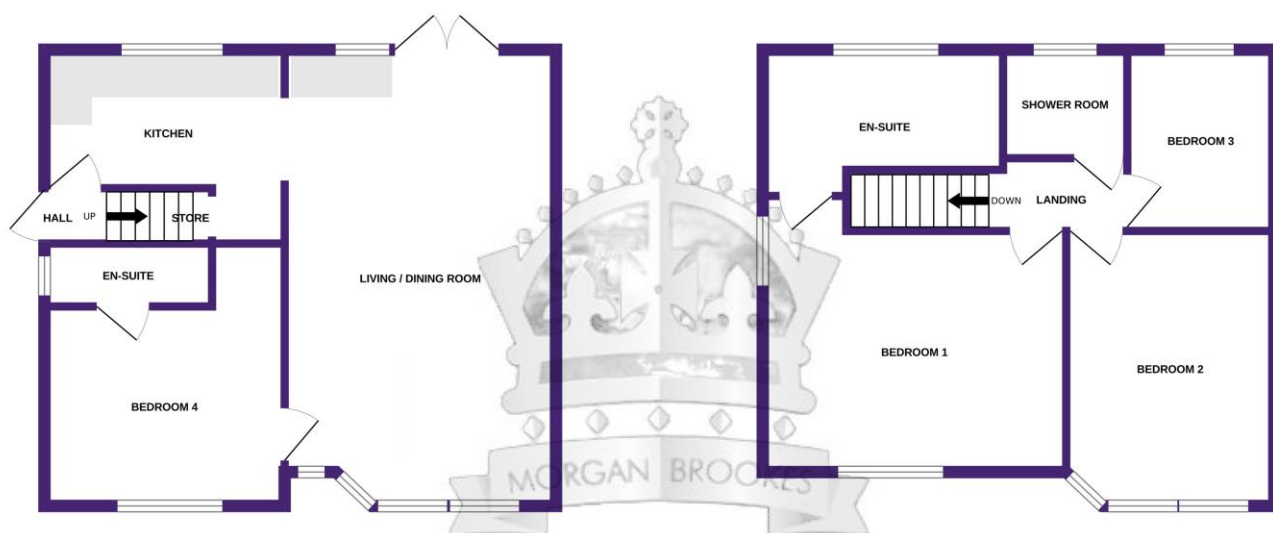 KITCHEN
HALL
UP
STORE
EN-SUITE
LIVING / DINING ROOM
BEDROOM 4
EN-SUITE
SHOWER ROOM
BEDROOM 3
DOWN
LANDING
BEDROOM 1
BEDROOM 2
MORGAN BROOKES